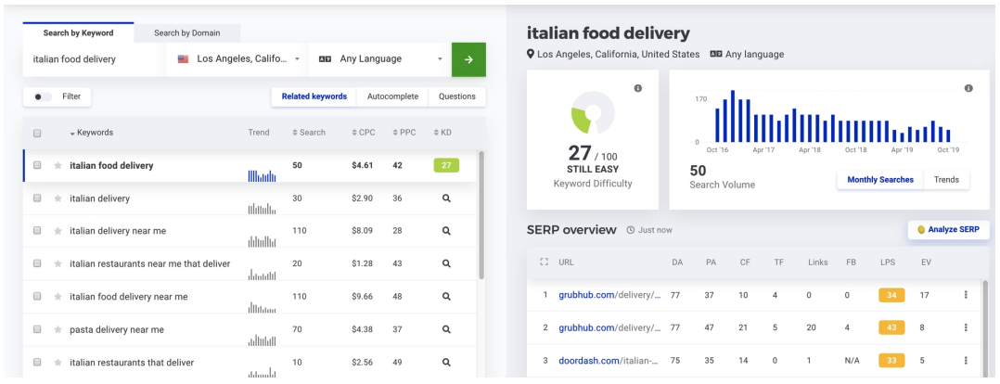 Search by Keyword Search by Domain
italian food delivery Los Angeles, Califo... Any Language
Filter Related keywords Autocomplete Questions
Keywords Trend Search CPC PPC KD
italian food delivery 50 $4.61 42 27
italian delivery 30 $2.90 36
italian delivery near me 110 $8.09 28
italian restaurants near me that deliver 20 $1.28 43
italian food delivery near me 110 $9.66 48
pasta delivery near me 70 $4.38 37
italian restaurants that deliver 10 $2.56 49
italian food delivery
Los Angeles, California, United States Any language
27 / 100
STILL EASY
Keyword Difficulty
170
0
Oct '16 Apr '17 Apr '18 Oct '18 Apr '19 Oct '19
50
Search Volume
Monthly Searches Trends
SERP overview Just now Analyze SERP
URL DA PA CF TF Links FB LPS EV
1 grubhub.com/delivery/... 77 37 10 4 0 0 34 17
2 grubhub.com/delivery/... 77 47 21 5 20 4 43 8
3 doordash.com/italian-... 75 35 14 0 1 N/A 33 5